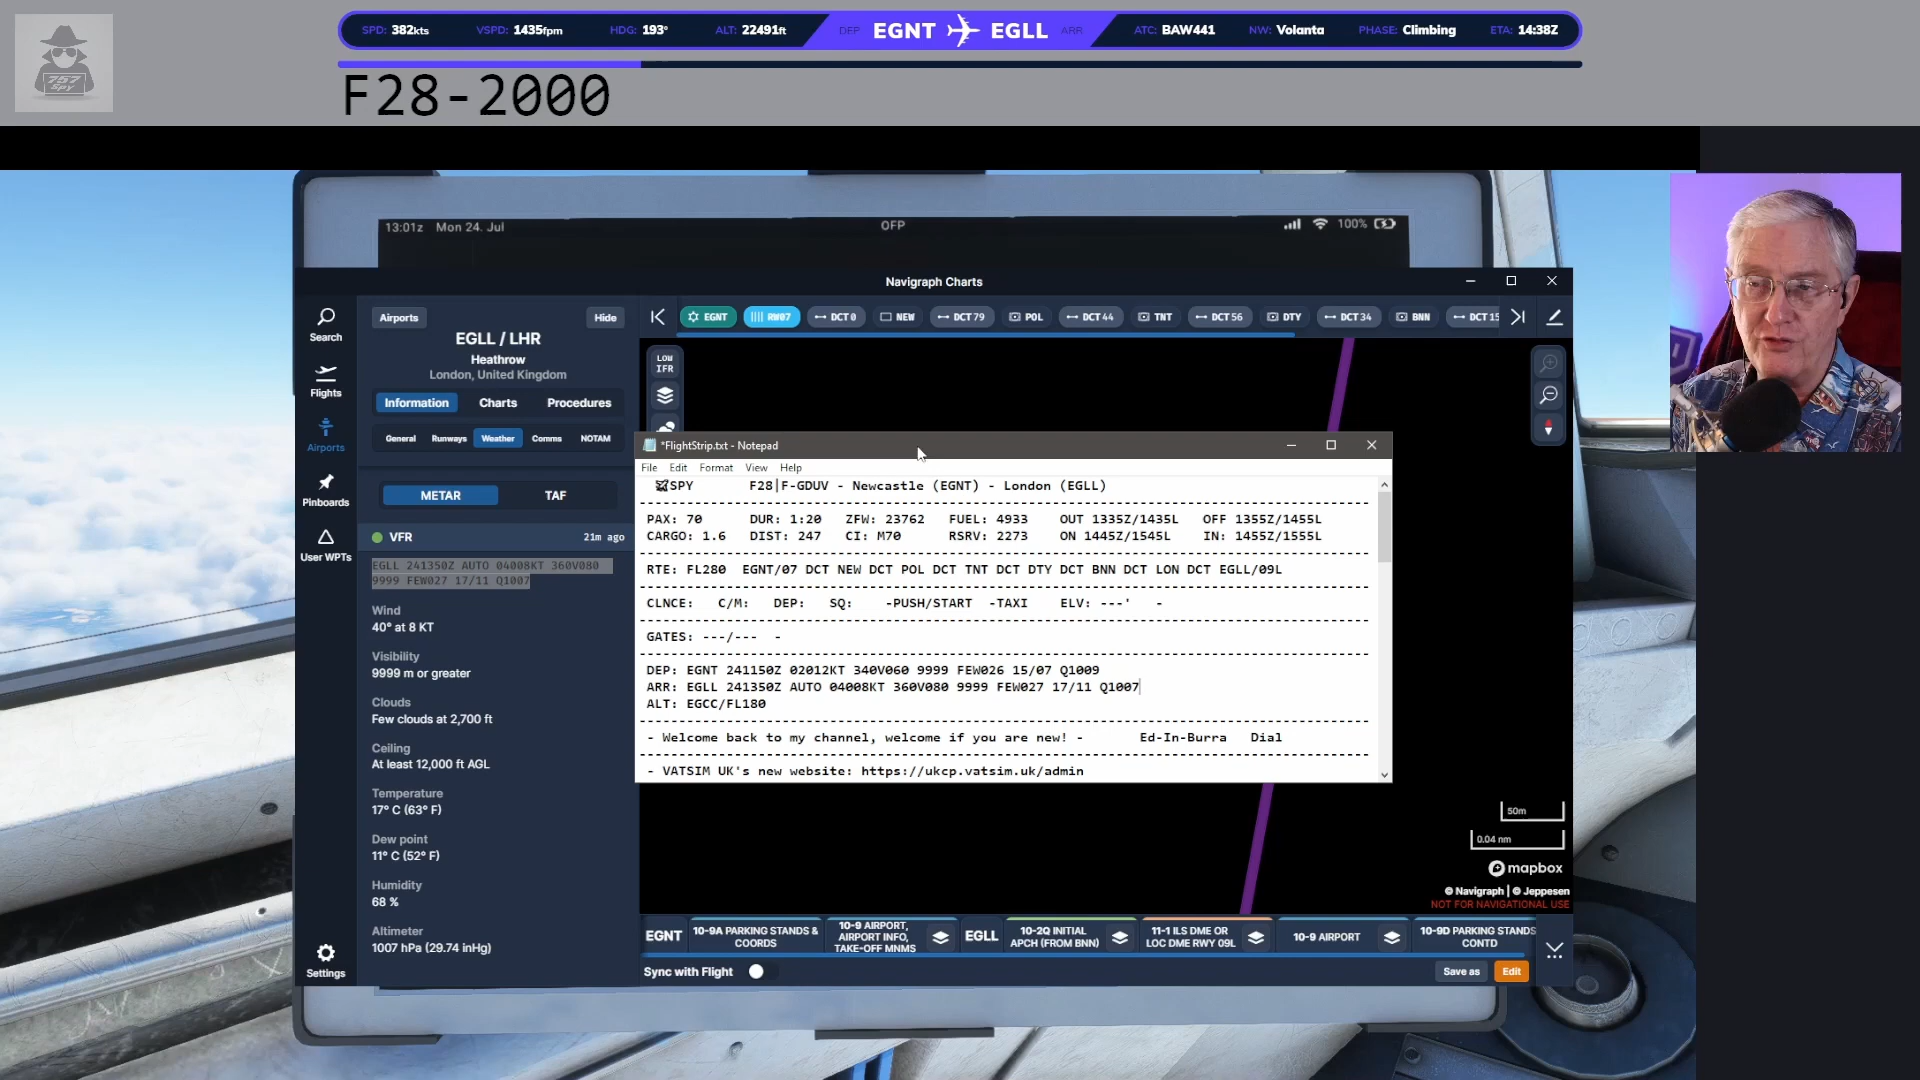 SPD: 382kts VSPD: 1435fpm HDG: 193° ALT: 22491ft DEP EGNT EGLL ARR ATC: BAW441 NW: Volanta PHASE: Climbing ETA: 14:38Z
757
SPY
F28-2000
13:01z Mon 24. Jul OFP 100%
Navigraph Charts
Search
Flights
Airports
Pinboards
User WPTs
Settings
Airports Hide
EGLL / LHR
Heathrow
London, United Kingdom
Information Charts Procedures
General Runways Weather Comms NOTAM
METAR TAF
VFR 21m ago
EGLL 241350Z AUTO 04008KT 360V080
9999 FEW027 17/11 Q1007
Wind
40° at 8 KT
Visibility
9999 m or greater
Clouds
Few clouds at 2,700 ft
Ceiling
At least 12,000 ft AGL
Temperature
17° C (63° F)
Dew point
11° C (52° F)
Humidity
68 %
Altimeter
1007 hPa (29.74 inHg)
EGNT RW07 DCT 0 NEW DCT 79 POL DCT 44 TNT DCT 56 DTY DCT 34 BNN DCT 15
LOW
IFR
*FlightStrip.txt - Notepad
File Edit Format View Help
SPY F28|F-GDUV - Newcastle (EGNT) - London (EGLL)
PAX: 70 DUR: 1:20 ZFW: 23762 FUEL: 4933 OUT 1335Z/1435L OFF 1355Z/1455L
CARGO: 1.6 DIST: 247 CI: M70 RSRV: 2273 ON 1445Z/1545L IN: 1455Z/1555L
RTE: FL280 EGNT/07 DCT NEW DCT POL DCT TNT DCT DTY DCT BNN DCT LON DCT EGLL/09L
CLNCE: C/M: DEP: SQ: -PUSH/START -TAXI ELV: ---' -
GATES: ---/--- -
DEP: EGNT 241150Z 02012KT 340V060 9999 FEW026 15/07 Q1009
ARR: EGLL 241350Z AUTO 04008KT 360V080 9999 FEW027 17/11 Q1007
ALT: EGCC/FL180
- Welcome back to my channel, welcome if you are new! - Ed-In-Burra Dial
- VATSIM UK's new website: https://ukcp.vatsim.uk/admin
50m
0.04 nm
mapbox
© Navigraph | © Jeppesen
NOT FOR NAVIGATIONAL USE
EGNT
10-9A PARKING STANDS &
COORDS
10-9 AIRPORT,
AIRPORT INFO,
TAKE-OFF MNMS
EGLL
10-2Q INITIAL
APCH (FROM BNN)
11-1 ILS DME OR
LOC DME RWY 09L
10-9 AIRPORT
10-9D PARKING STANDS
CONTD
Sync with Flight Save as Edit